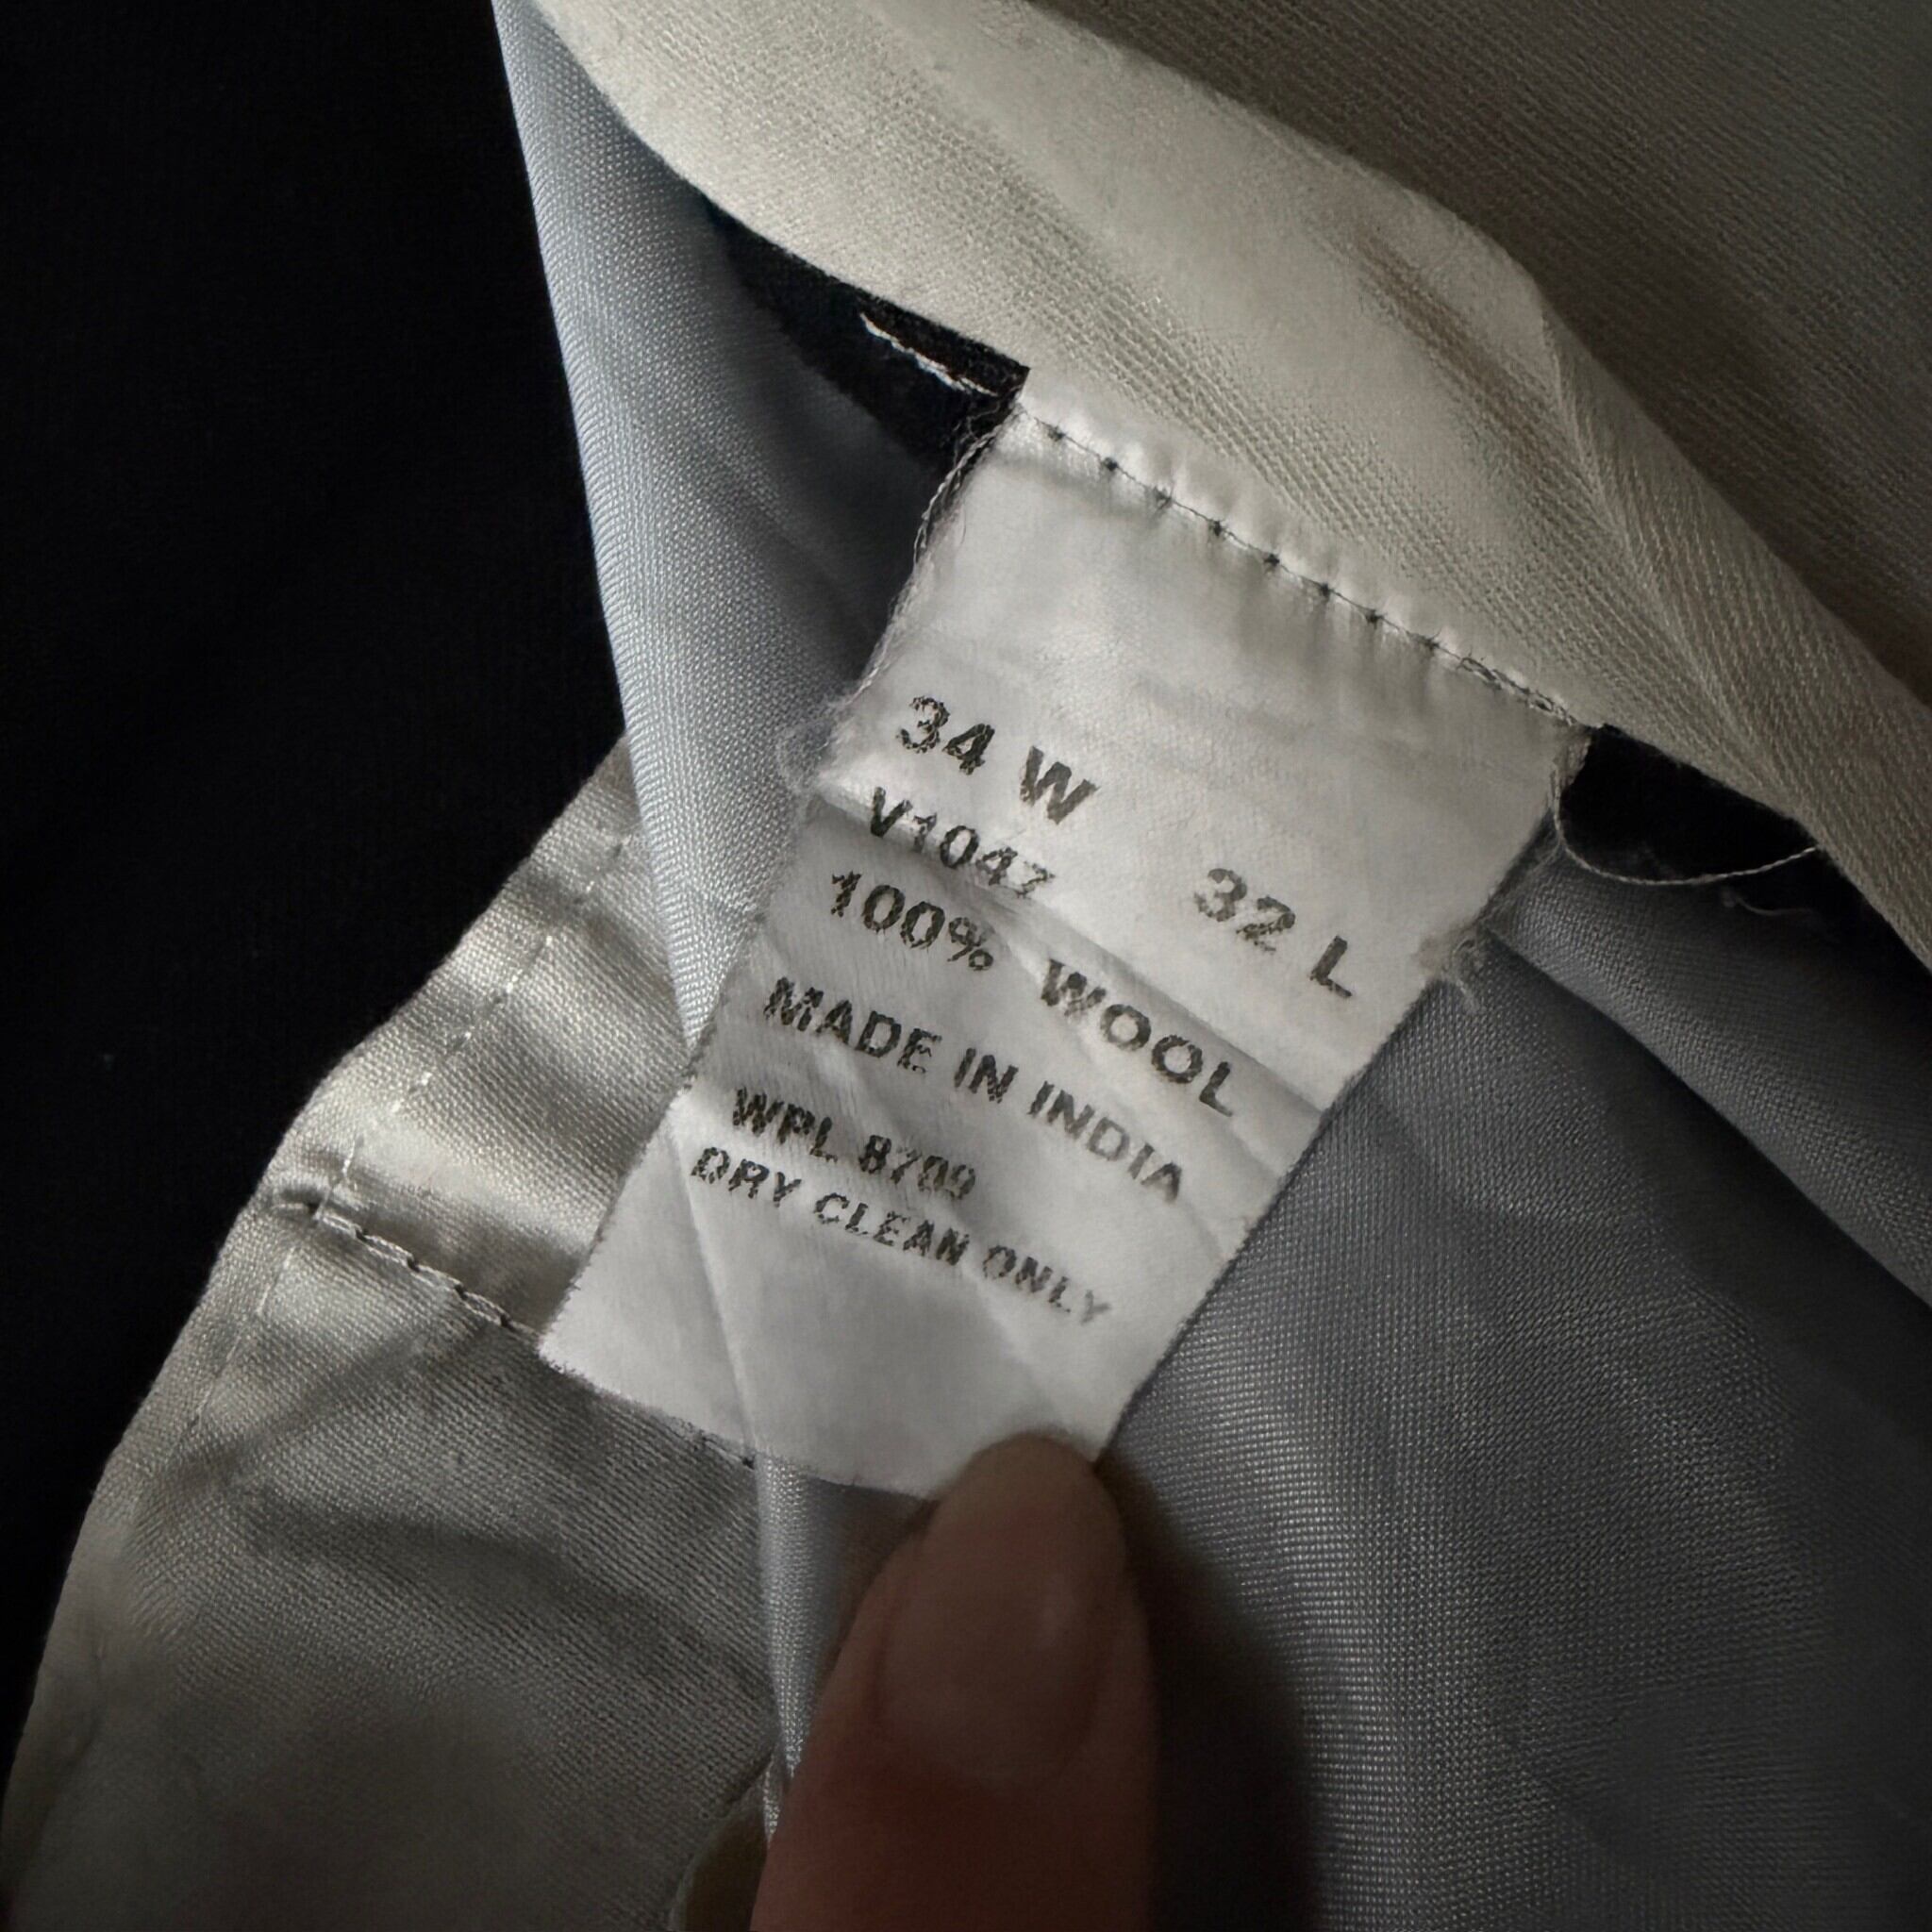 34 W 32 L
V1047
100% WOOL
MADE IN INDIA
WPL 8709
DRY CLEAN ONLY